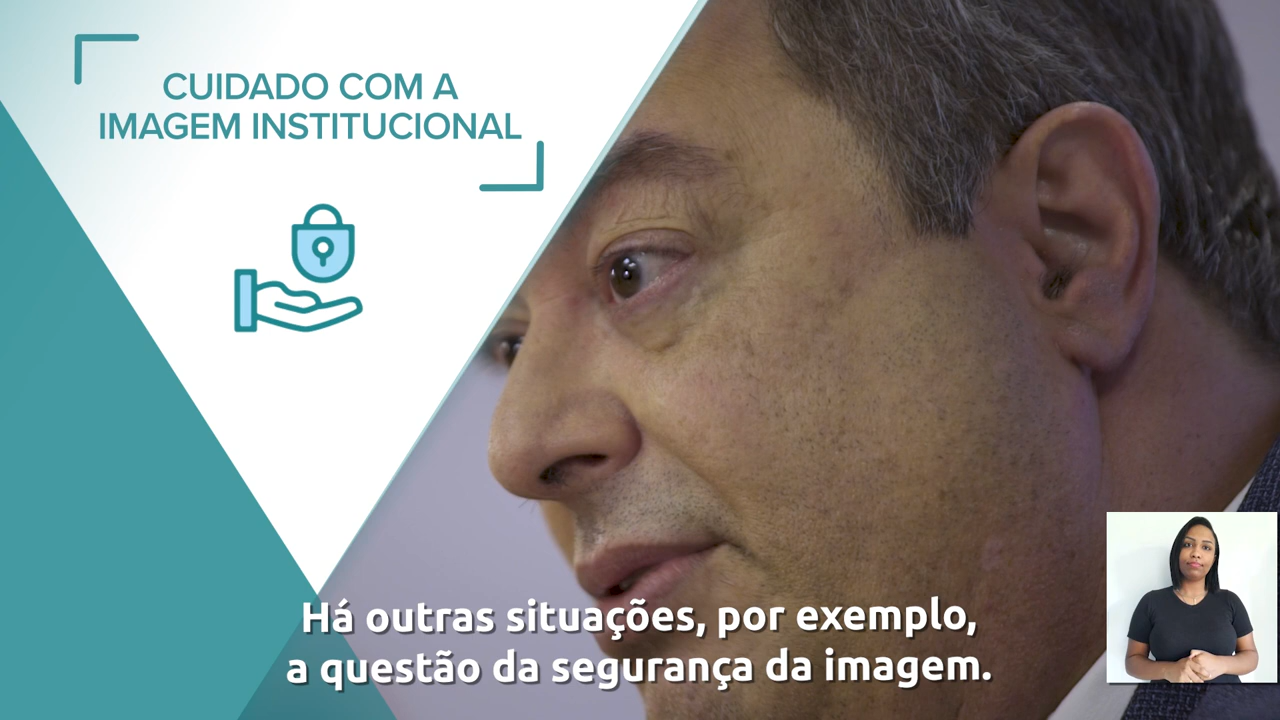 CUIDADO COM A
IMAGEM INSTITUCIONAL
Há outras situações, por exemplo,
a questão da segurança da imagem.